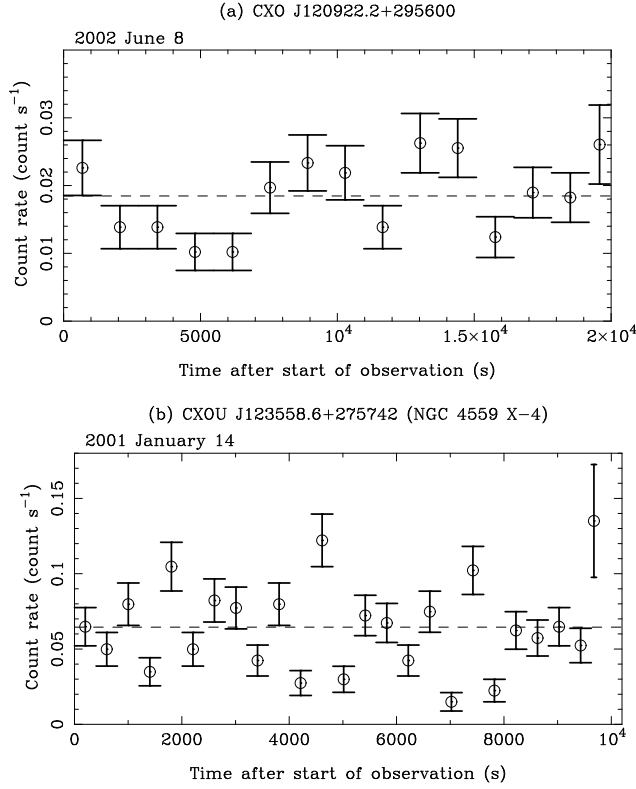 (a) CXO J120922.2+295600
2002 June 8
Count rate (count s⁻¹)
0.03
0.02
0.01
0
0 5000 10⁴ 1.5×10⁴ 2×10⁴
Time after start of observation (s)
(b) CXOU J123558.6+275742 (NGC 4559 X−4)
2001 January 14
Count rate (count s⁻¹)
0.15
0.1
0.05
0
0 2000 4000 6000 8000 10⁴
Time after start of observation (s)